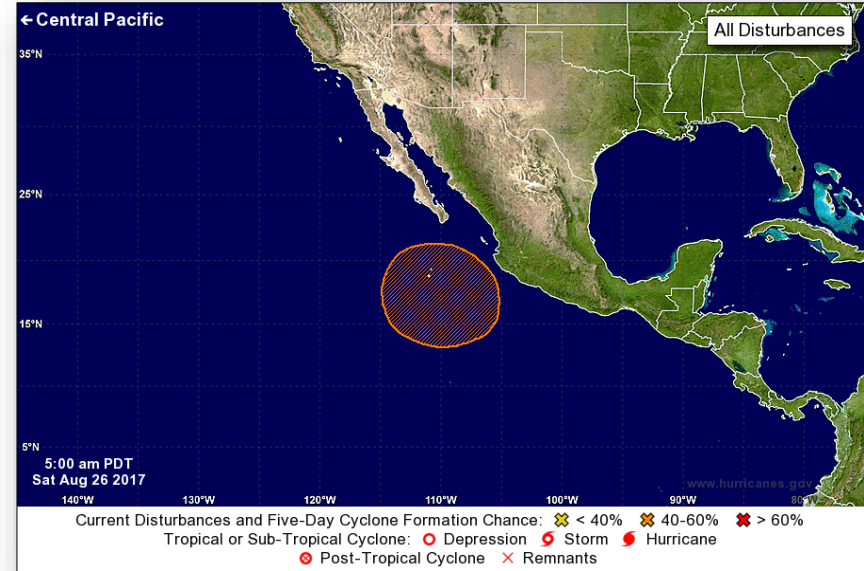 ← Central Pacific
All Disturbances
35°N
25°N
15°N
5°N
5:00 am PDT
Sat Aug 26 2017
www.hurricanes.gov
140°W 130°W 120°W 110°W 100°W 90°W 80°W
Current Disturbances and Five-Day Cyclone Formation Chance: < 40% 40-60% > 60%
Tropical or Sub-Tropical Cyclone: Depression Storm Hurricane
Post-Tropical Cyclone Remnants